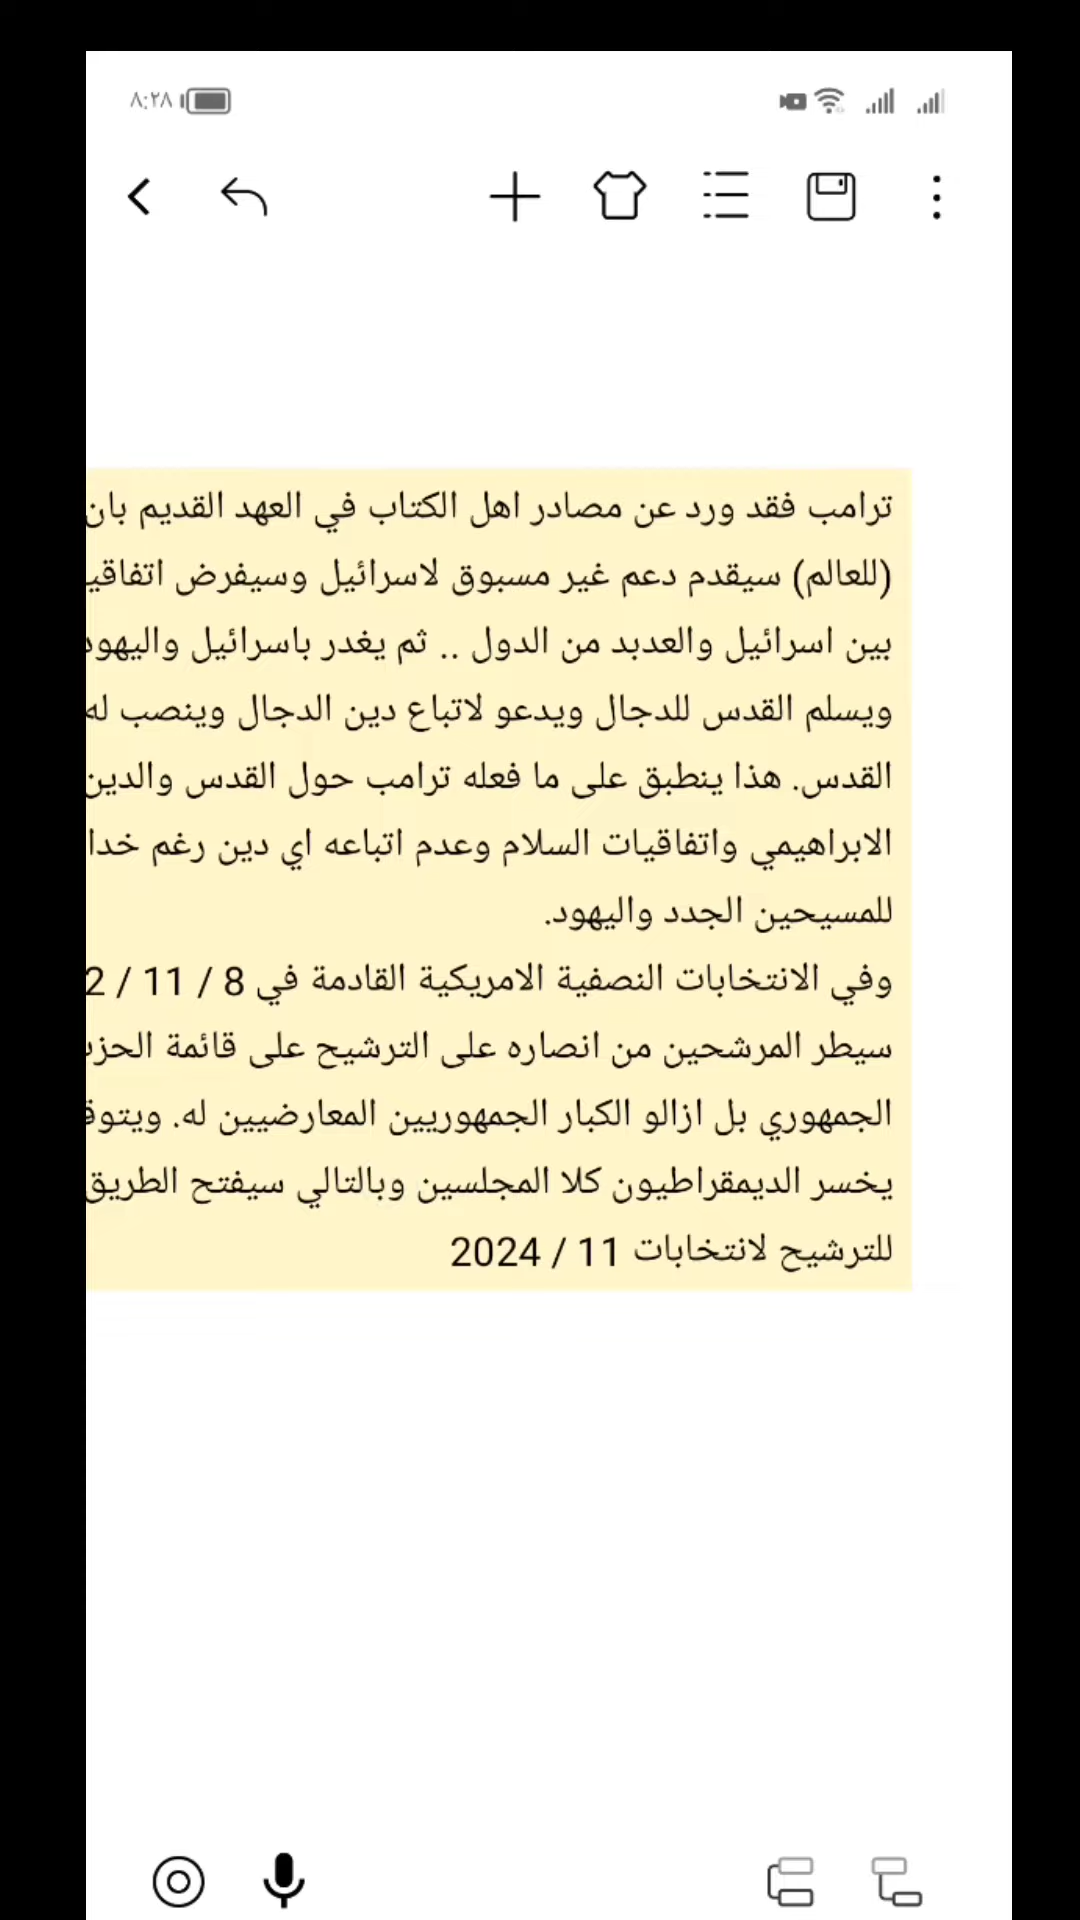 ٨:٢٨
ترامب فقد ورد عن مصادر اهل الكتاب في العهد القديم بان
(للعالم) سيقدم دعم غير مسبوق لاسرائيل وسيفرض
بين اسرائيل والعدبد من الدول .. ثم يغدر باسرائيل
ويسلم القدس للدجال ويدعو لاتباع دين الدجال وينصب له
القدس. هذا ينطبق على ما فعله ترامب حول القدس والدين
الابراهيمي واتفاقيات السلام وعدم اتباعه اي دين رغم
للمسيحين الجدد واليهود.
وفي الانتخابات النصفية الامريكية القادمة في 8 / 11 /
سيطر المرشحين من انصاره على الترشيح على قائمة
الجمهوري بل ازالو الكبار الجمهوريين المعارضيين له.
يخسر الديمقراطيون كلا المجلسين وبالتالي سيفتح الطريق
للترشيح لانتخابات 11 / 2024